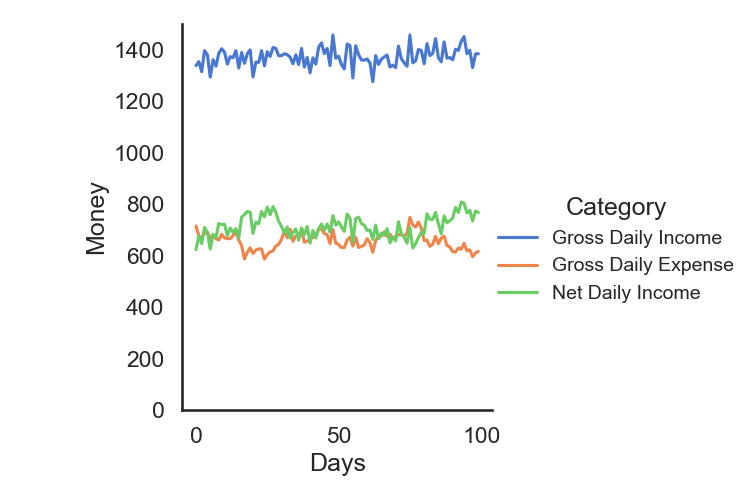 1400
1200
1000
800
600
400
200
0
Money
0 50 100
Days
Category
Gross Daily Income
Gross Daily Expense
Net Daily Income